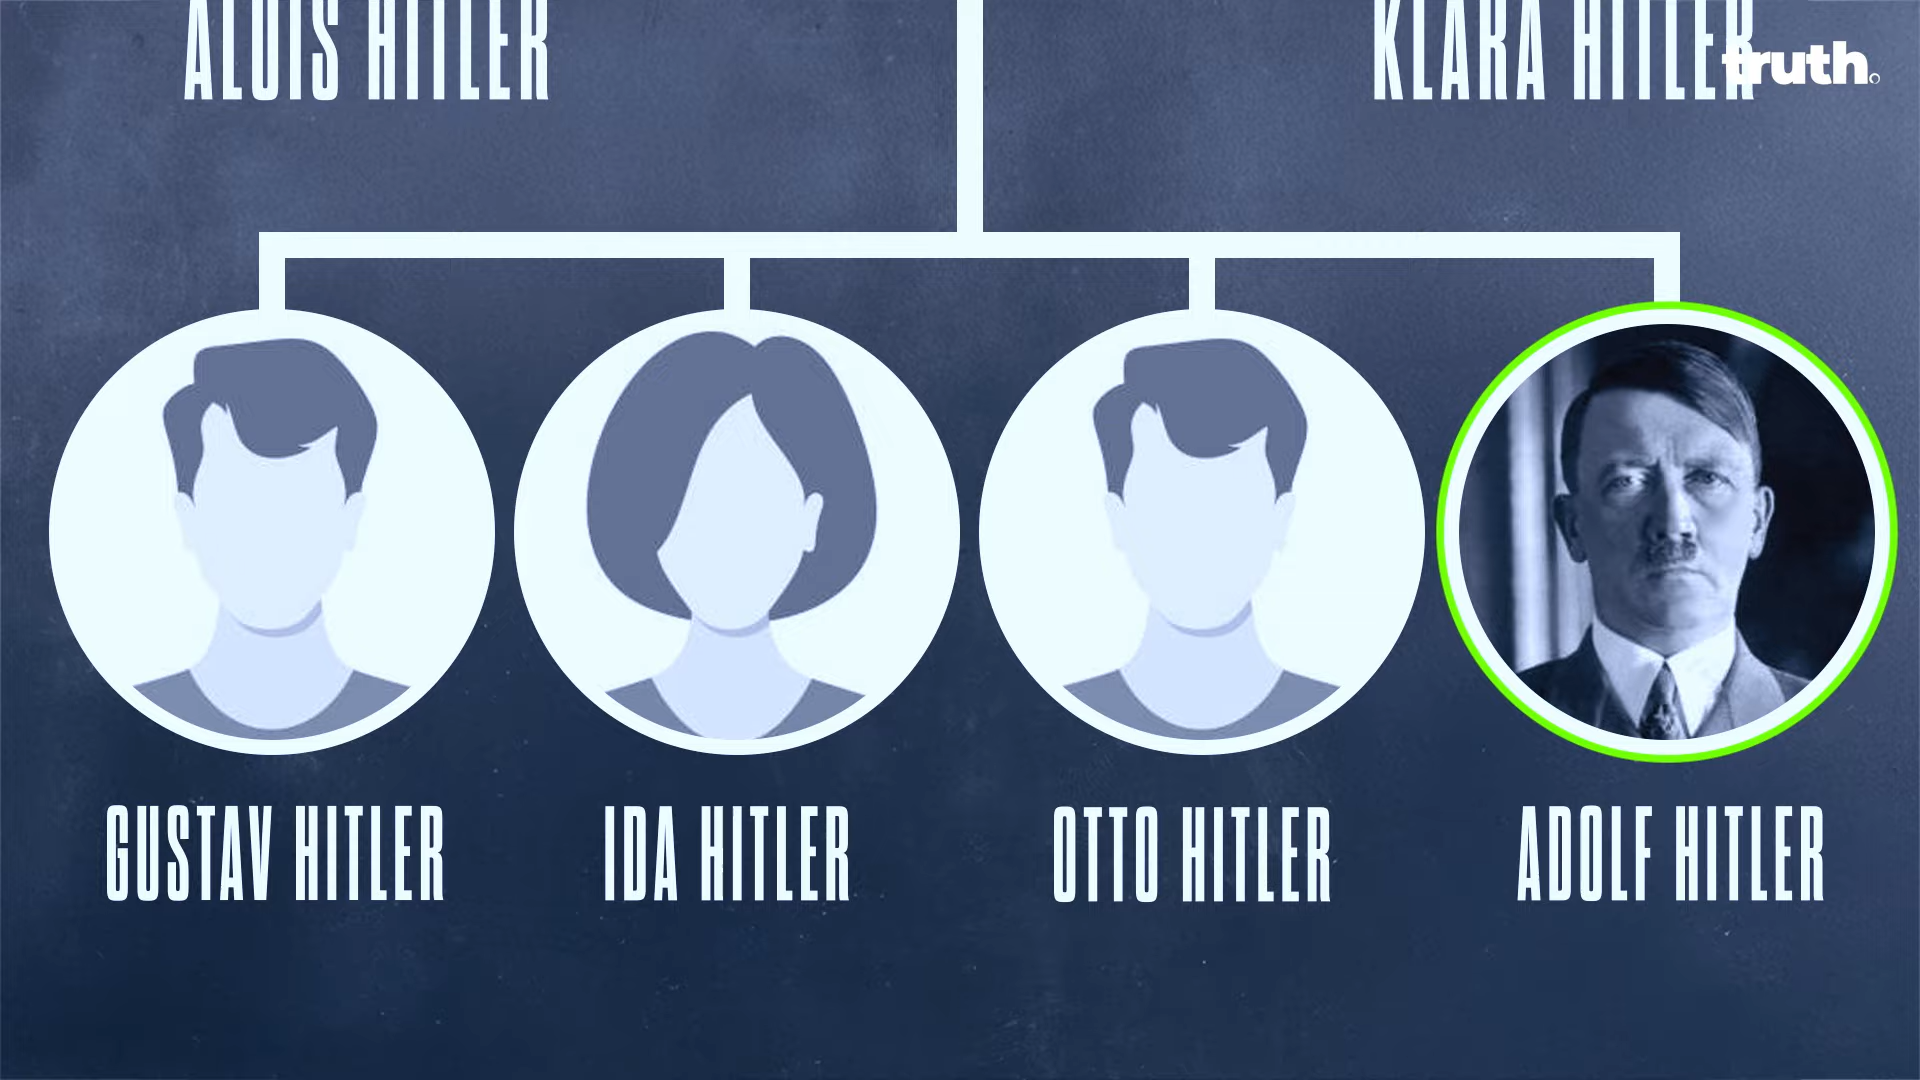 ALOIS HITLER
KLARA HITLER
truth.
GUSTAV HITLER
IDA HITLER
OTTO HITLER
ADOLF HITLER